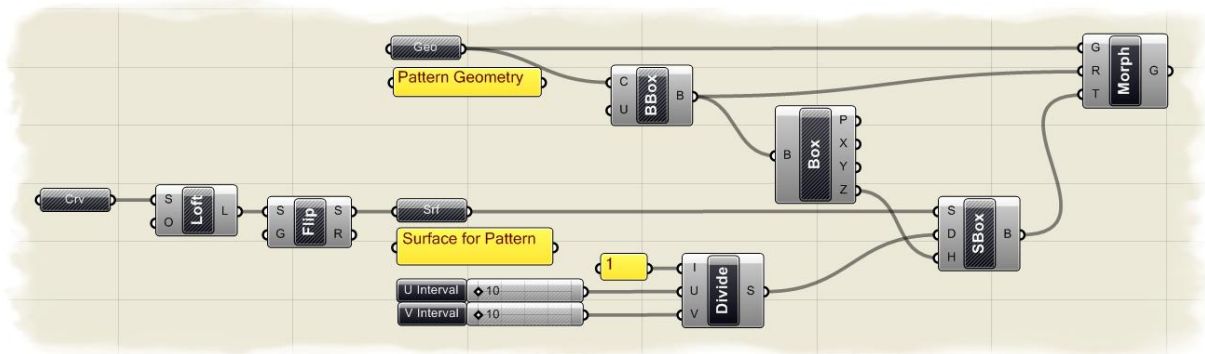 Geo
Pattern Geometry
C
U
BBox
B
G
R
T
Morph
G
B
Box
P
X
Y
Z
Crv
S
O
Loft
L
S
G
Flip
S
R
Srf
Surface for Pattern
S
D
H
SBox
B
1
U Interval 10
V Interval 10
I
U
V
Divide
S